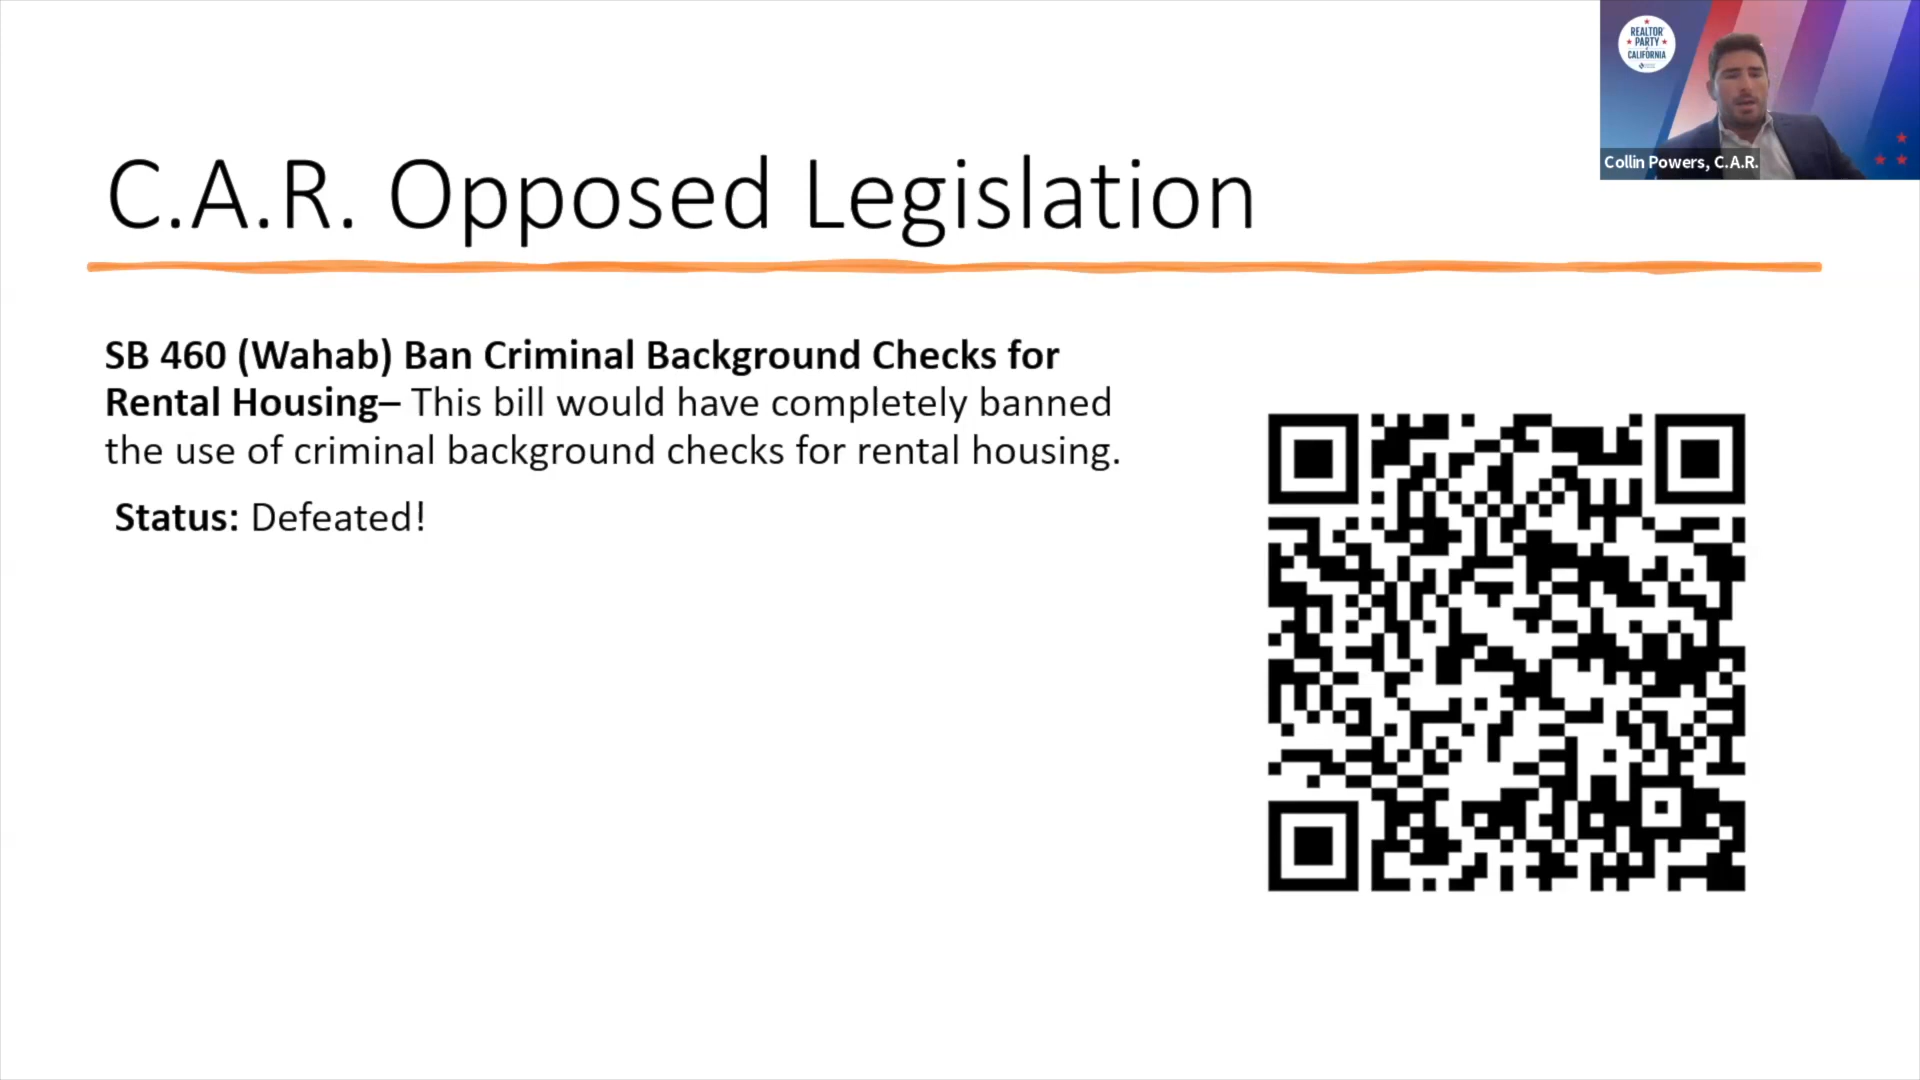 C.A.R. Opposed Legislation
SB 460 (Wahab) Ban Criminal Background Checks for
Rental Housing– This bill would have completely banned
the use of criminal background checks for rental housing.
Status: Defeated!
REALTOR
PARTY
CALIFORNIA
Collin Powers, C.A.R.